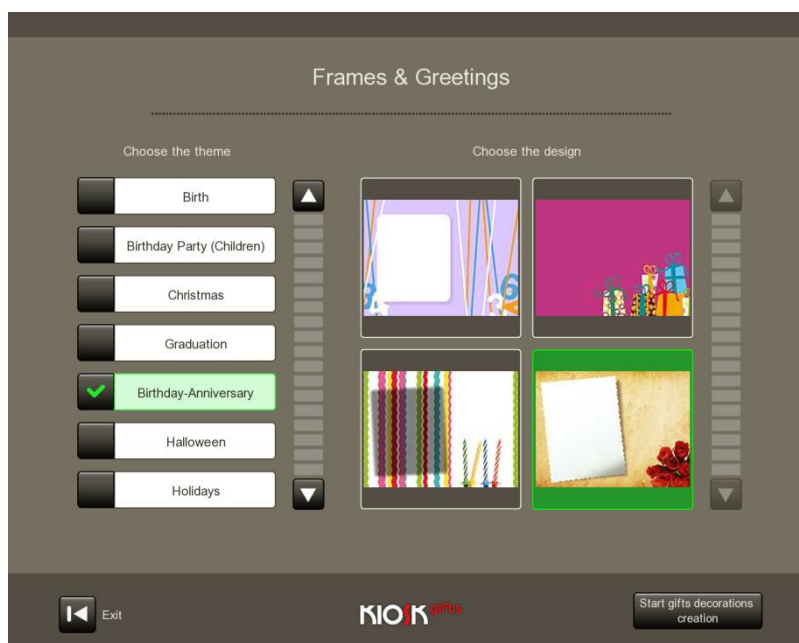 Frames & Greetings
Choose the theme
Choose the design
Birth
Birthday Party (Children)
Christmas
Graduation
Birthday-Anniversary
Halloween
Holidays
Exit
KIOSK gifts
Start gifts decorations
creation